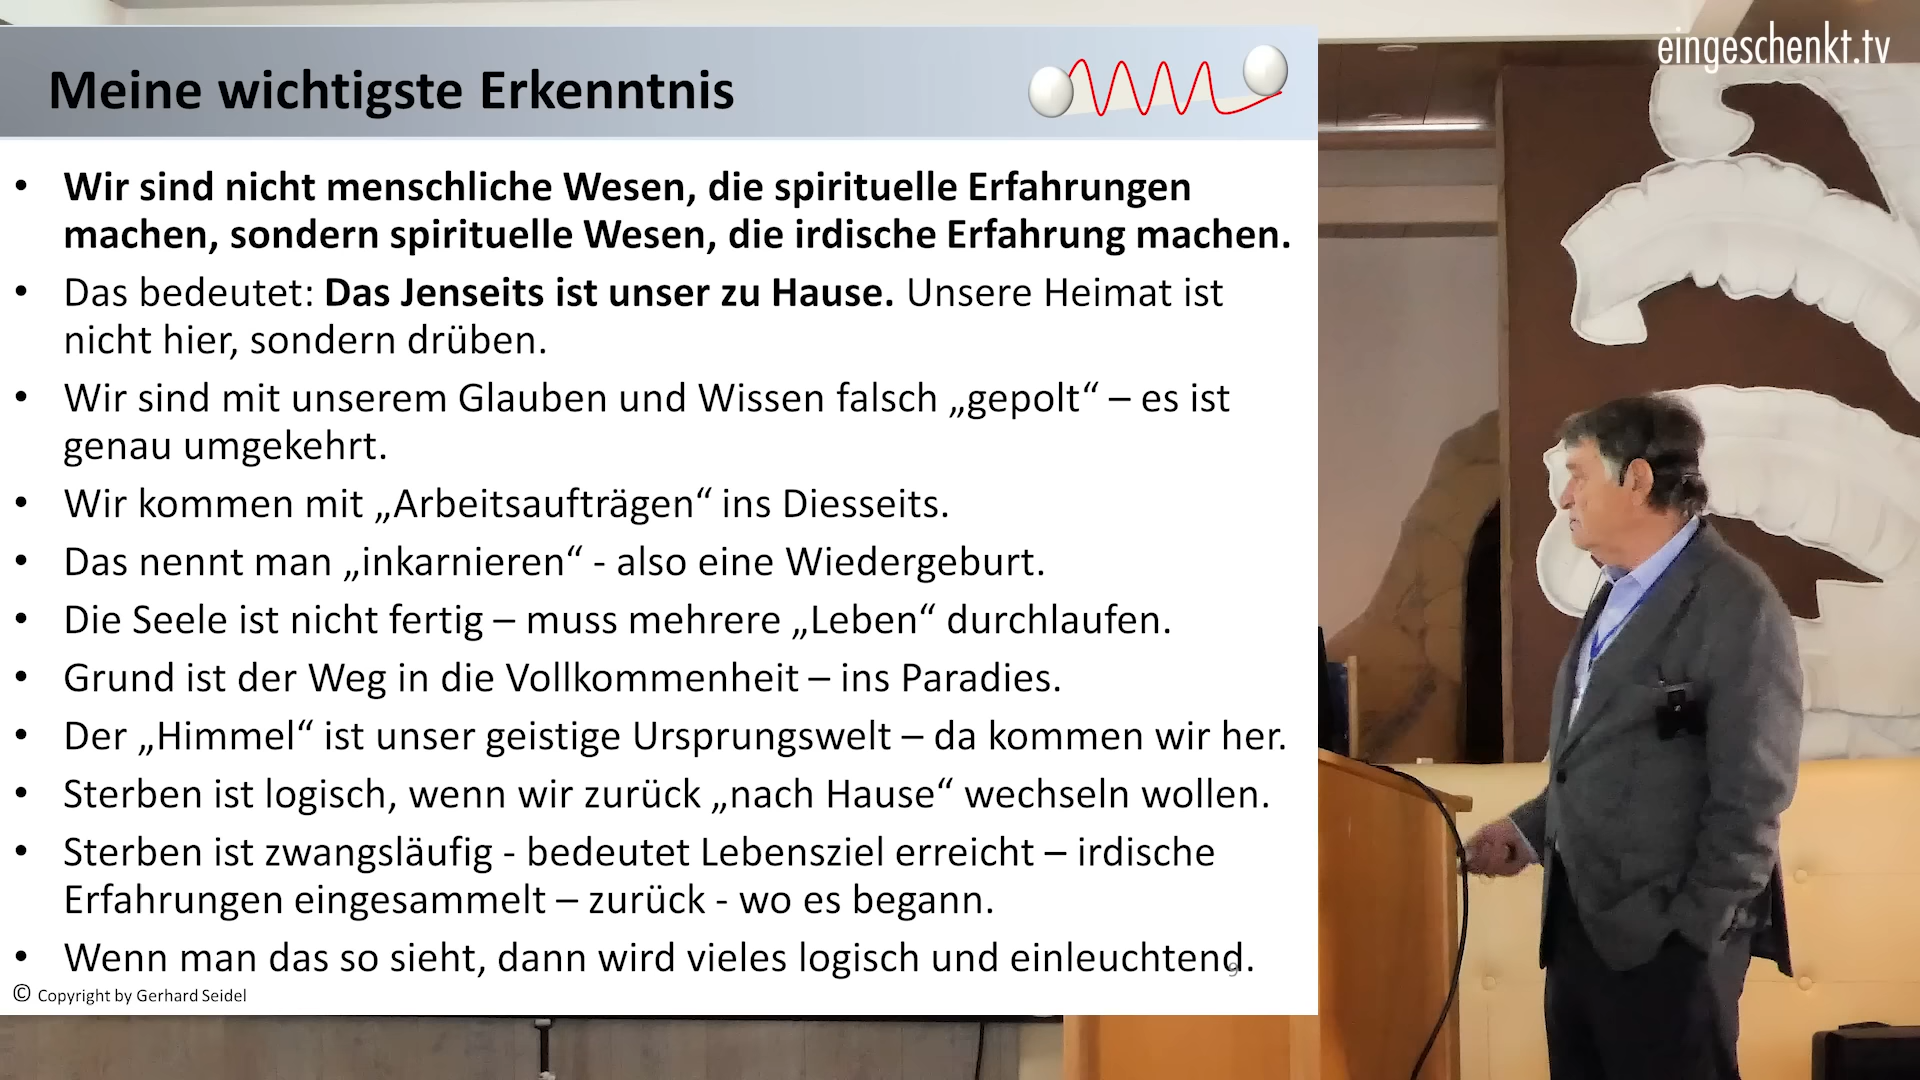 eingeschenkt.tv
Meine wichtigste Erkenntnis
• Wir sind nicht menschliche Wesen, die spirituelle Erfahrungen
machen, sondern spirituelle Wesen, die irdische Erfahrung machen.
• Das bedeutet: Das Jenseits ist unser zu Hause. Unsere Heimat ist
nicht hier, sondern drüben.
• Wir sind mit unserem Glauben und Wissen falsch „gepolt“ – es ist
genau umgekehrt.
• Wir kommen mit „Arbeitsaufträgen“ ins Diesseits.
• Das nennt man „inkarnieren“ - also eine Wiedergeburt.
• Die Seele ist nicht fertig – muss mehrere „Leben“ durchlaufen.
• Grund ist der Weg in die Vollkommenheit – ins Paradies.
• Der „Himmel“ ist unser geistige Ursprungswelt – da kommen wir her.
• Sterben ist logisch, wenn wir zurück „nach Hause“ wechseln wollen.
• Sterben ist zwangsläufig - bedeutet Lebensziel erreicht – irdische
Erfahrungen eingesammelt – zurück - wo es begann.
• Wenn man das so sieht, dann wird vieles logisch und einleuchtend.
9
© Copyright by Gerhard Seidel